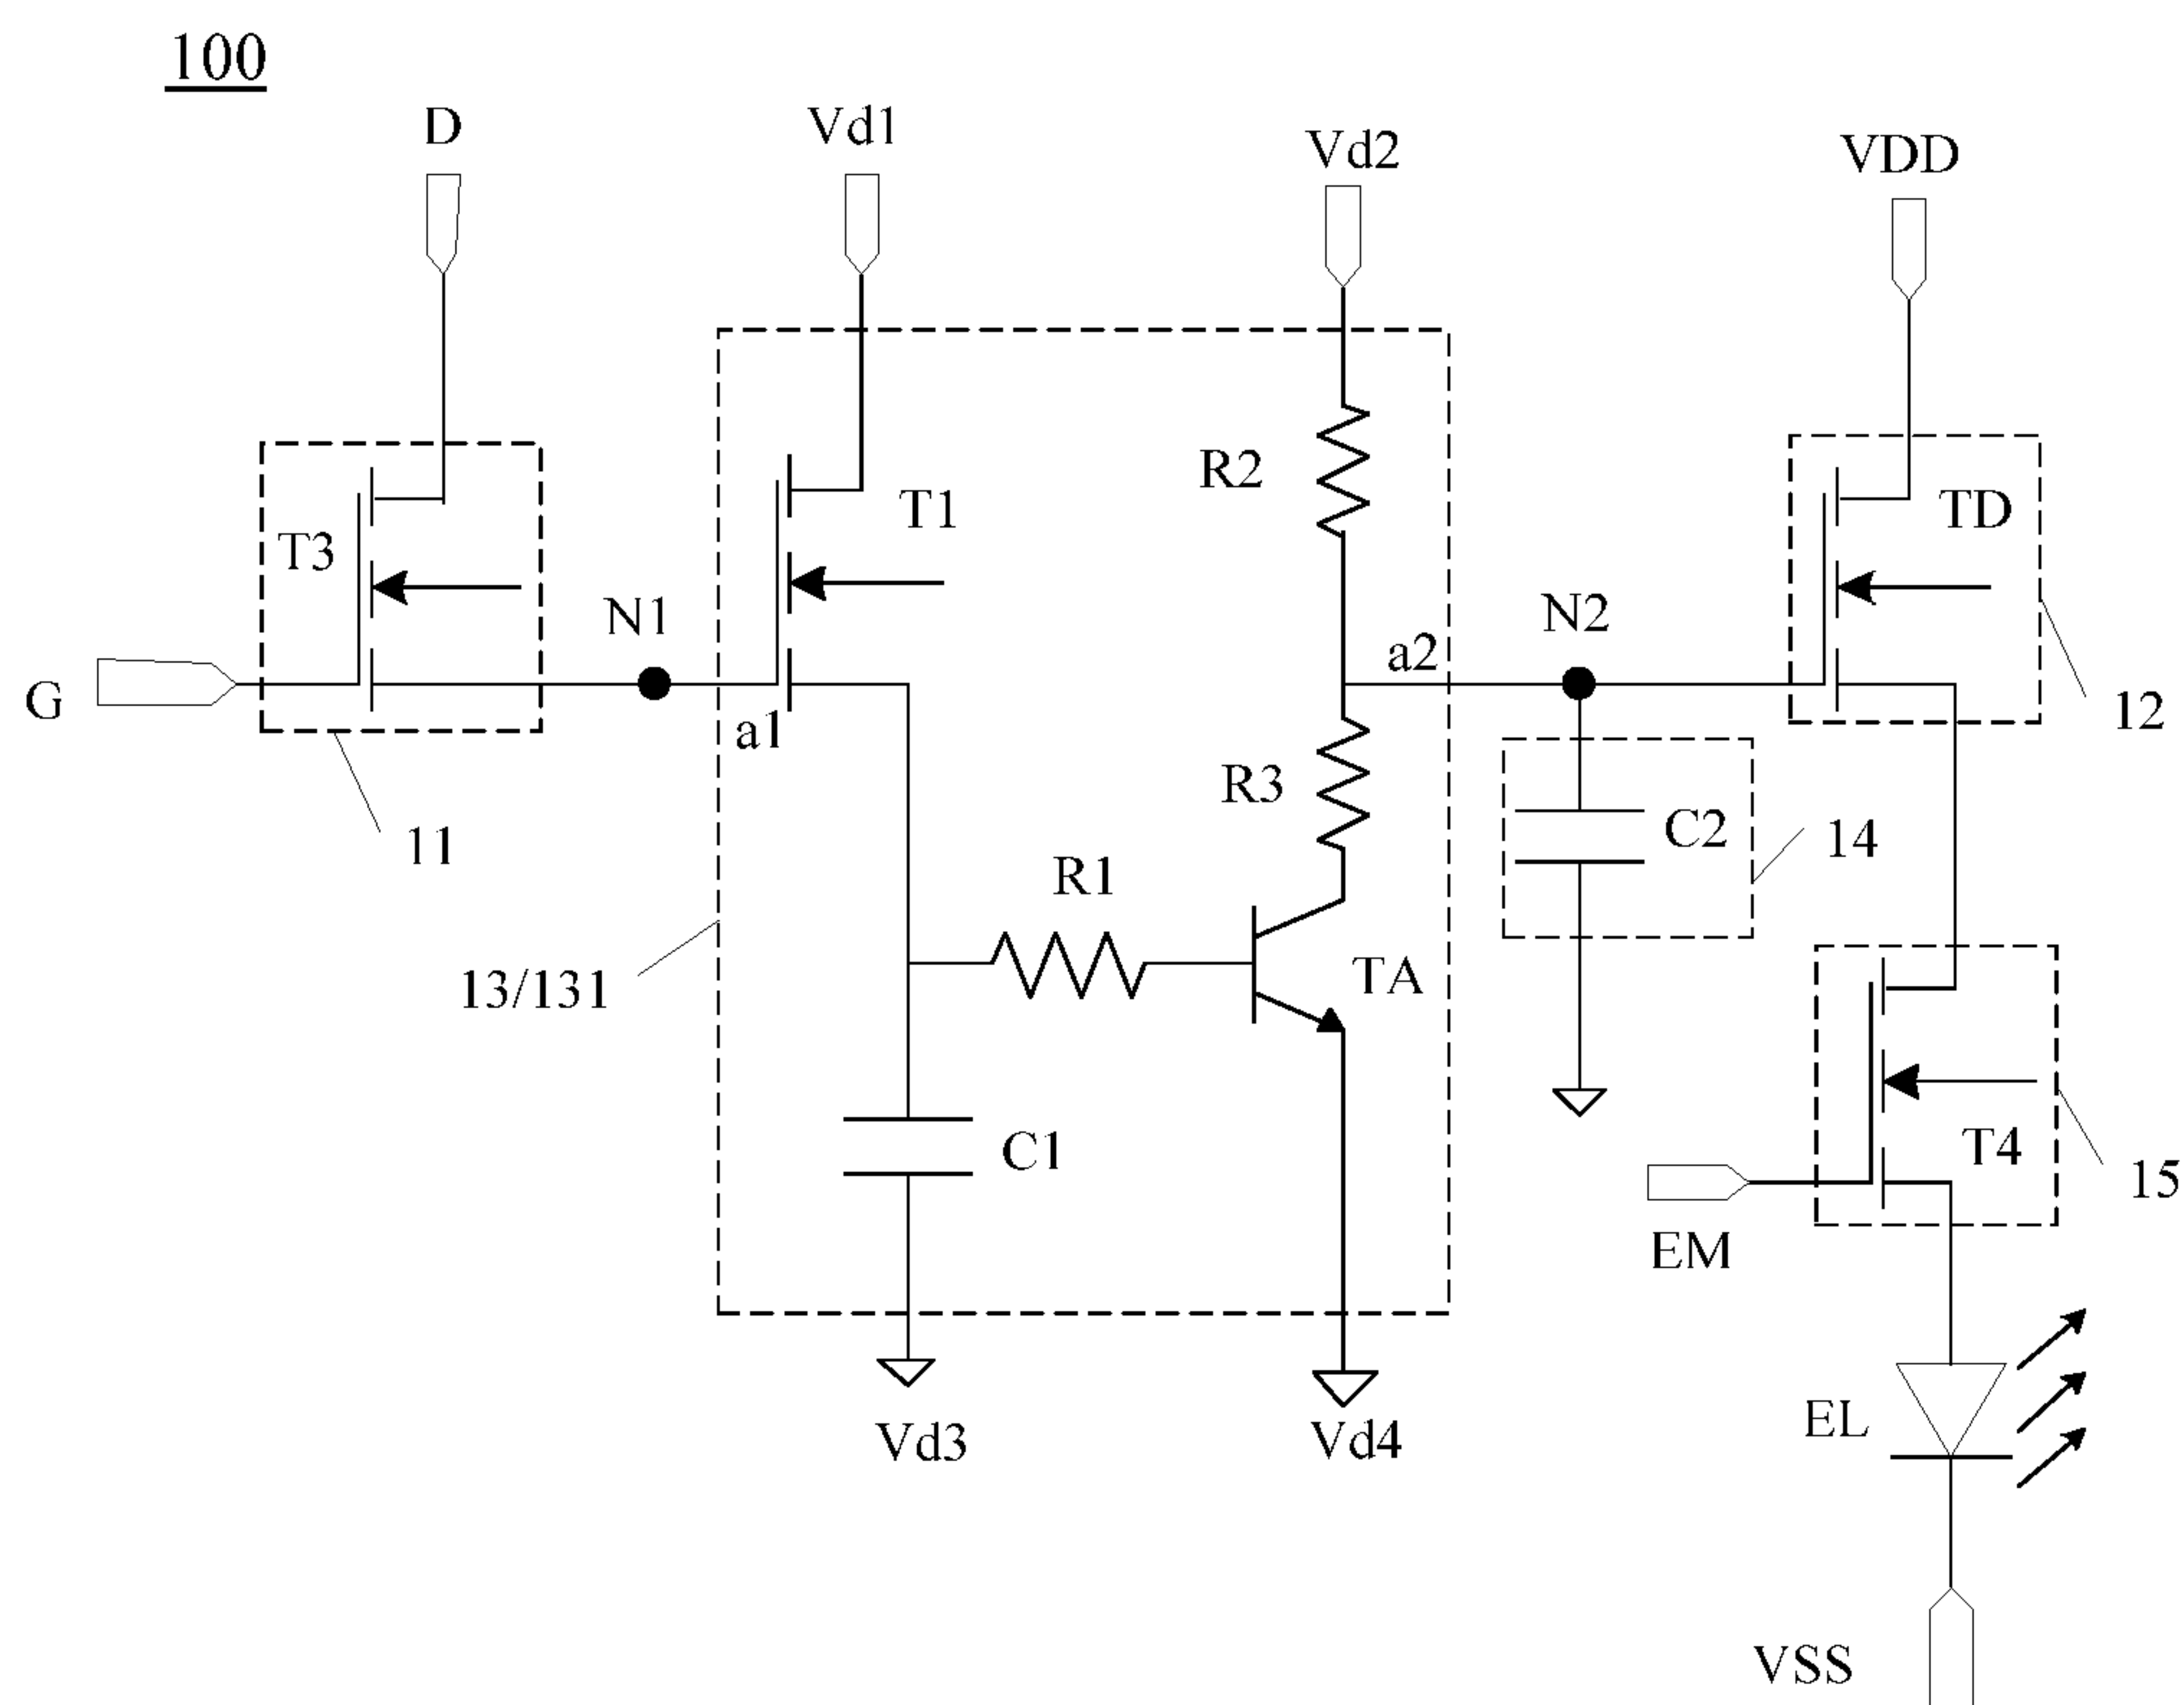 100
D
Vd1
Vd2
VDD
R2
T1
TD
T3
N1
N2
a2
G
a1
12
R3
C2
14
11
R1
TA
13/131
C1
T4
15
EM
EL
Vd3
Vd4
VSS